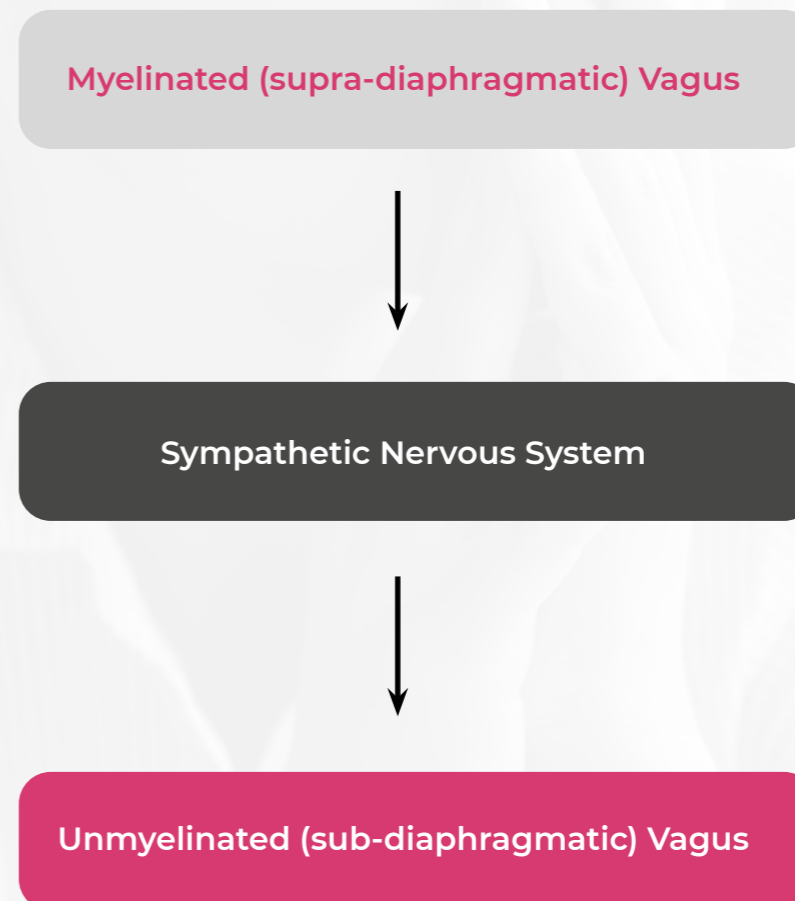 Myelinated (supra-diaphragmatic) Vagus
Sympathetic Nervous System
Unmyelinated (sub-diaphragmatic) Vagus